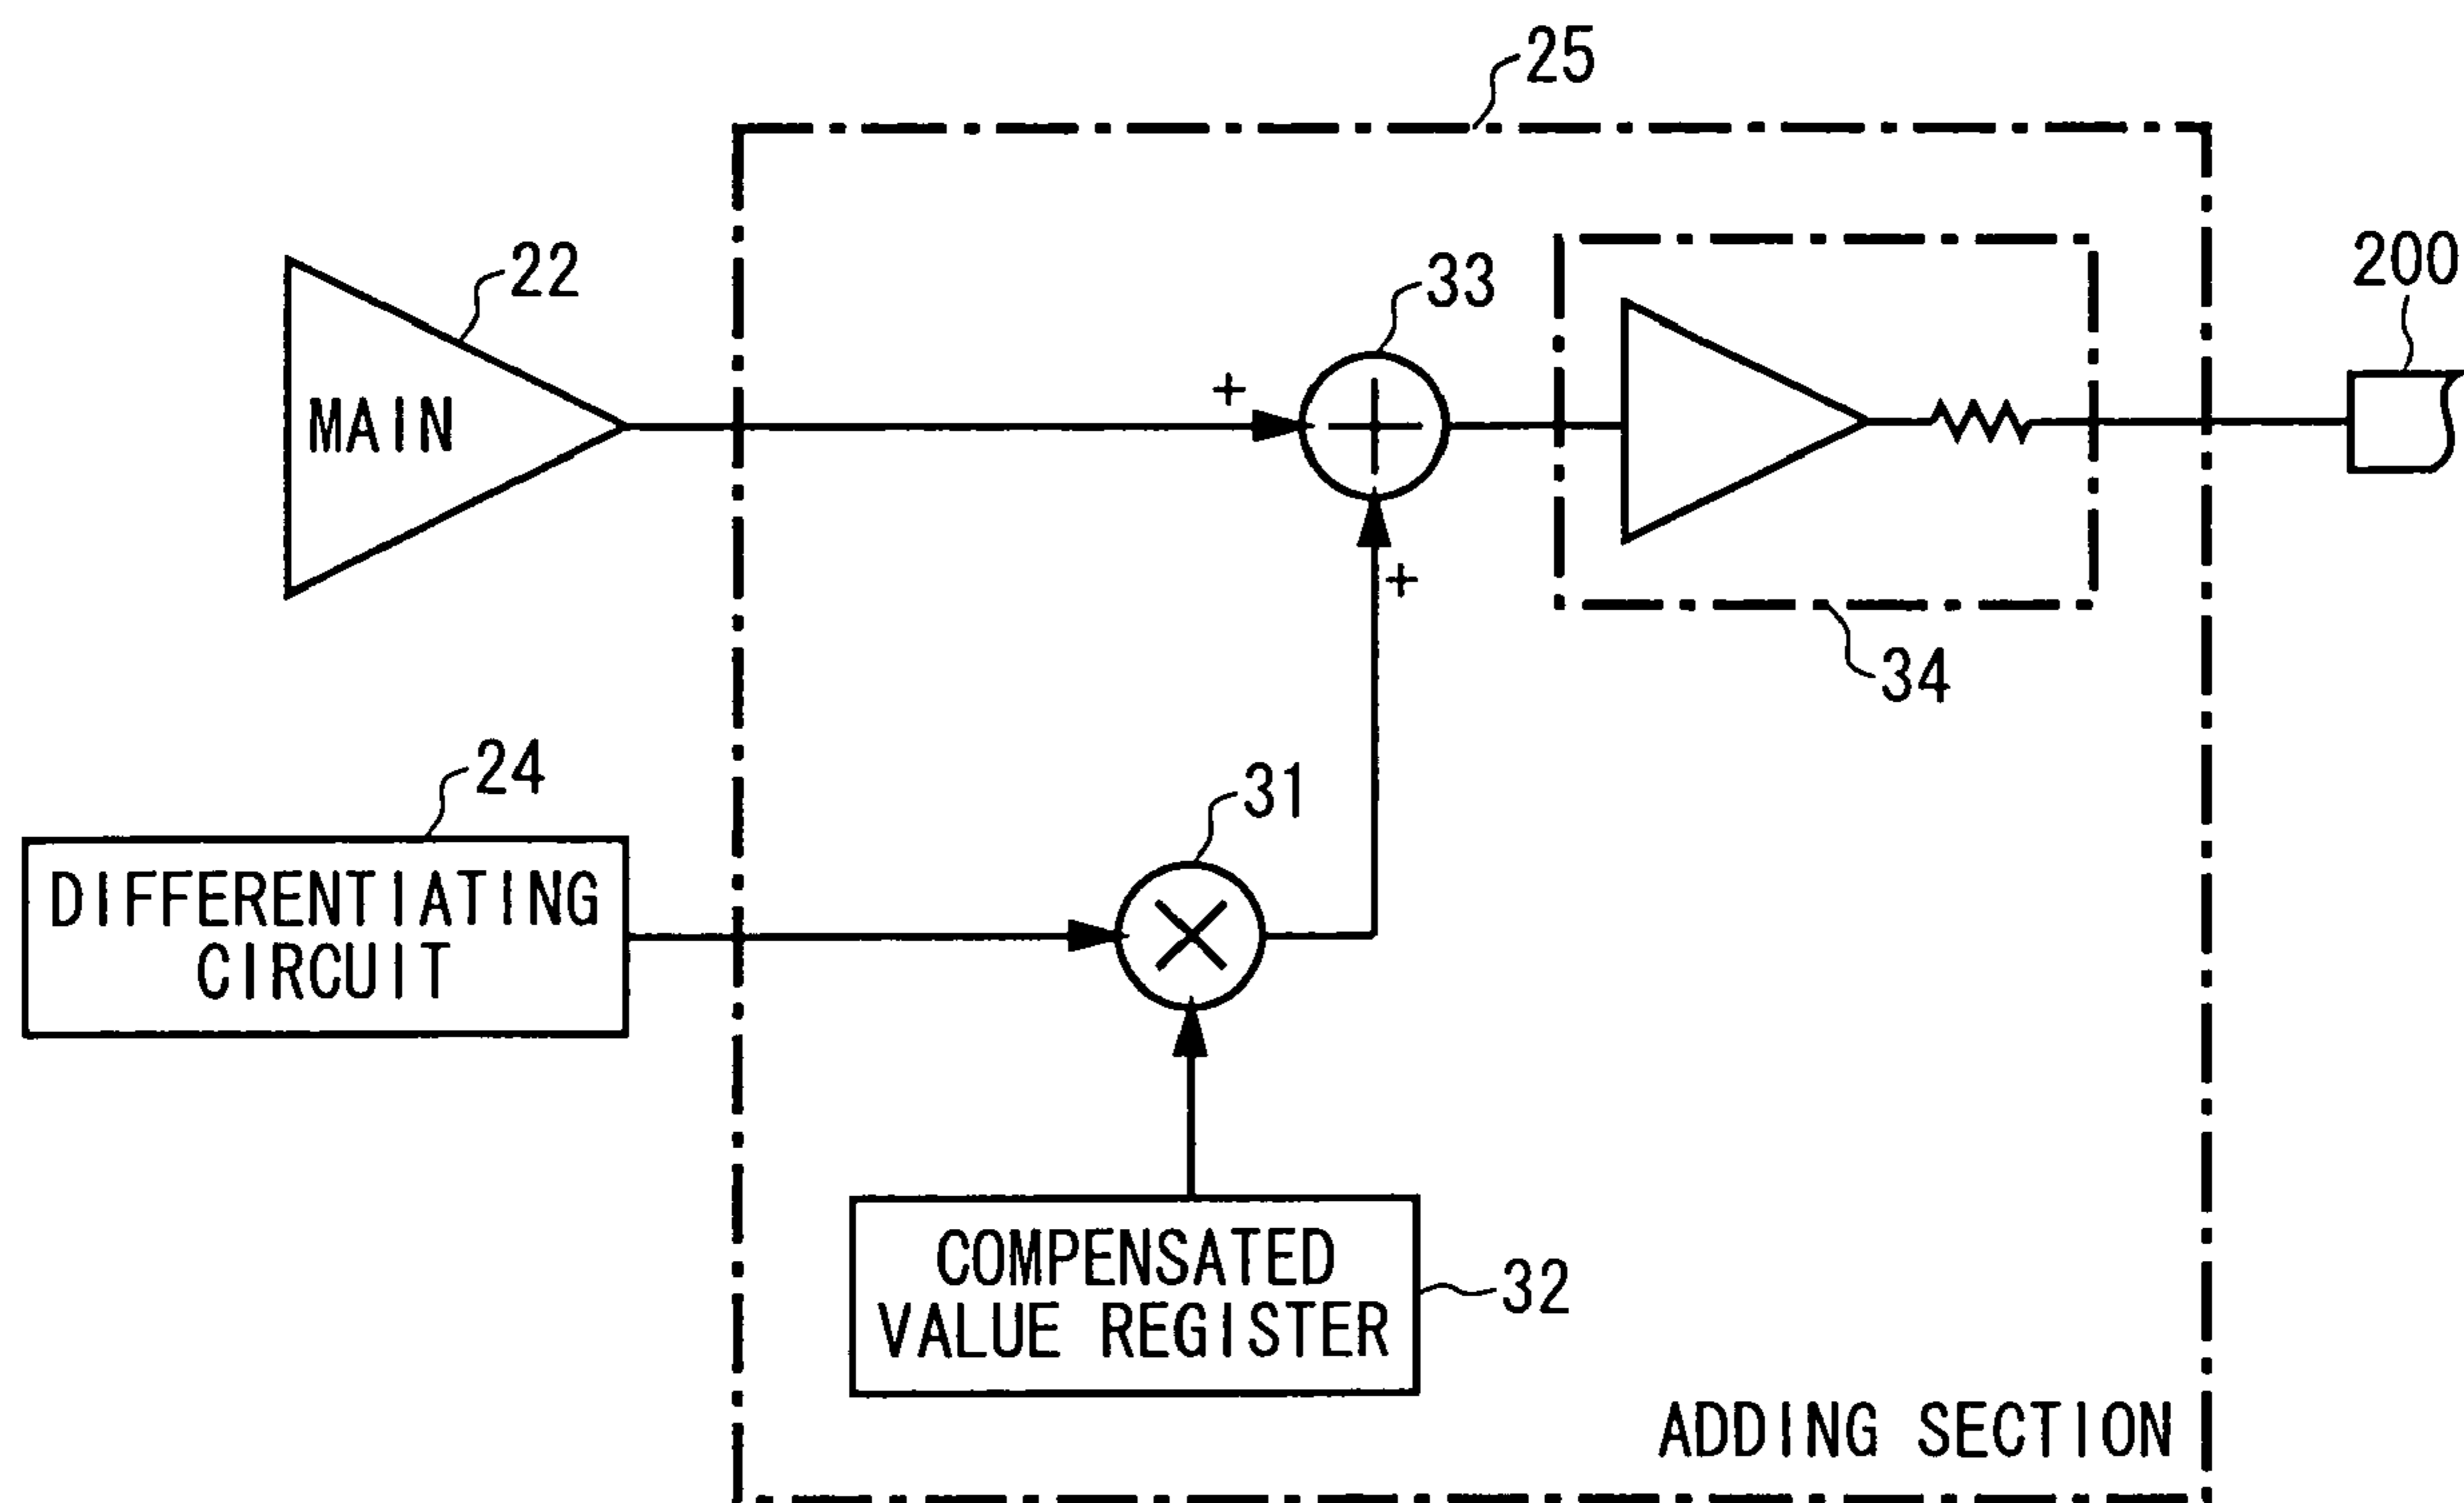 25
22
33
200
MAIN
+
+
34
24
31
DIFFERENTIATING
CIRCUIT
COMPENSATED
VALUE REGISTER
32
ADDING SECTION